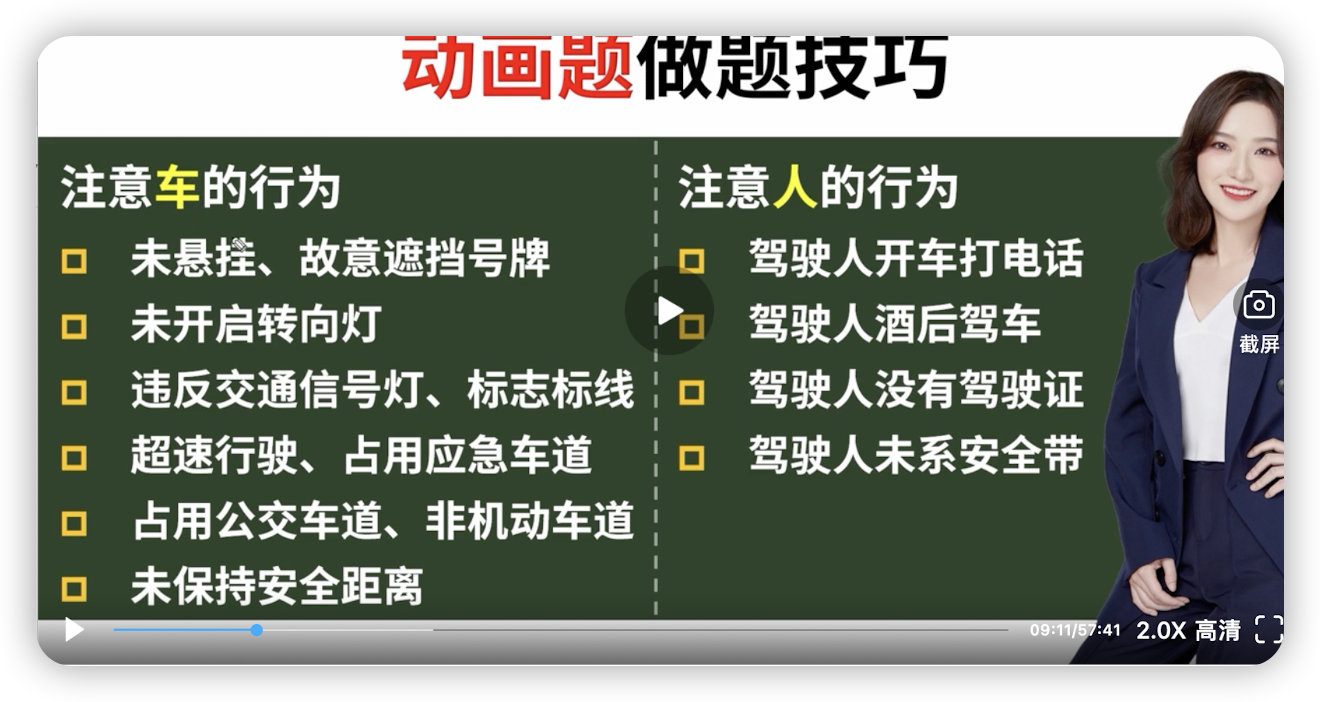 动画题做题技巧
注意车的行为
未悬挂、故意遮挡号牌
未开启转向灯
违反交通信号灯、标志标线
超速行驶、占用应急车道
占用公交车道、非机动车道
未保持安全距离
注意人的行为
驾驶人开车打电话
驾驶人酒后驾车
驾驶人没有驾驶证
驾驶人未系安全带
截屏
09:11/57:41 2.0X 高清